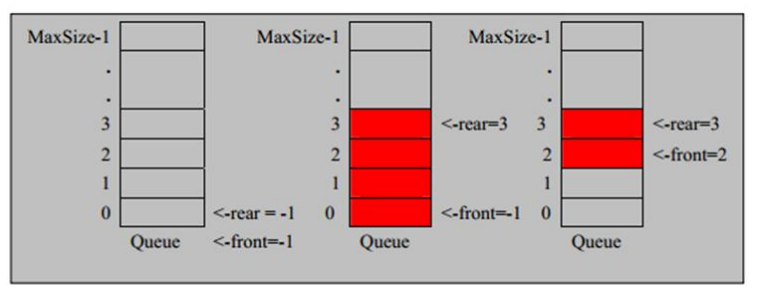 MaxSize-1 MaxSize-1 MaxSize-1
. . .
. . .
3 3 <-rear=3 3 <-rear=3
2 2 2 <-front=2
1 1 1
0 <-rear = -1 0 <-front=-1 0
Queue <-front=-1 Queue Queue